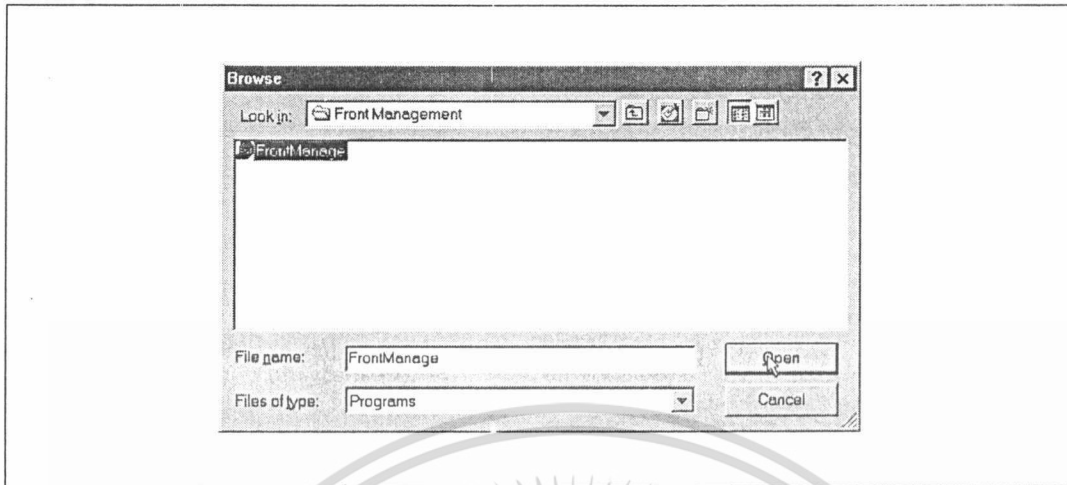 Browse
Look in: Front Management
FrontManage
File name: FrontManage Open
Files of type: Programs Cancel